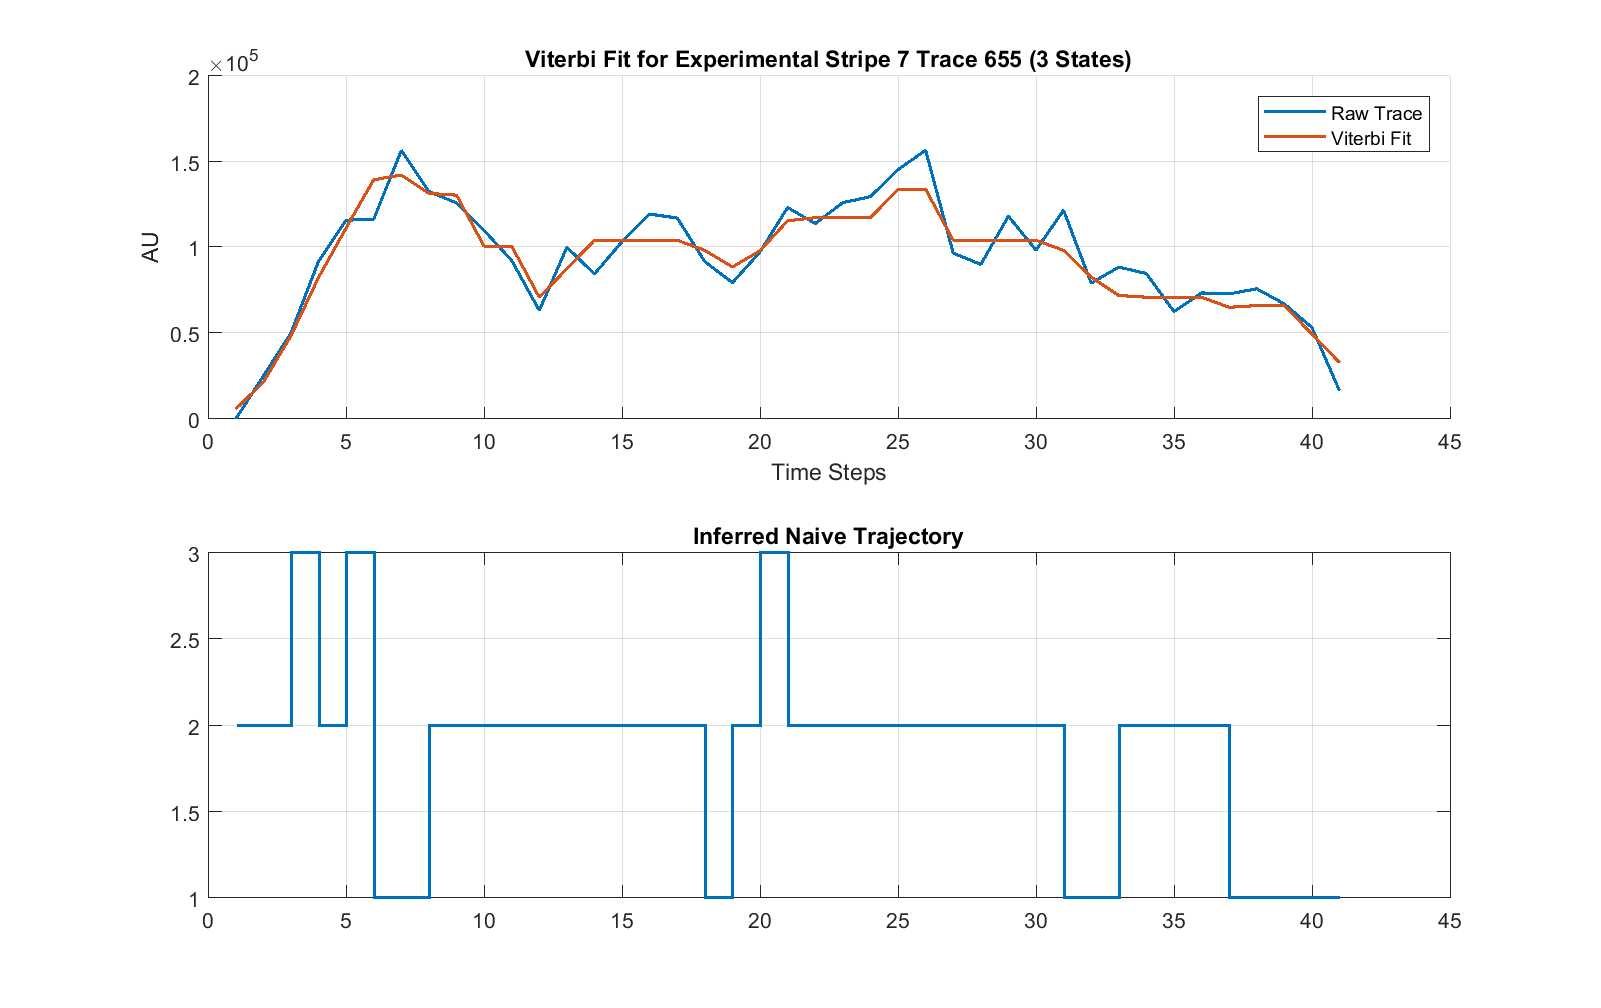 Viterbi Fit for Experimental Stripe 7 Trace 655 (3 States)
×10^5
2
1.5
1
0.5
0
AU
Raw Trace
Viterbi Fit
0 5 10 15 20 25 30 35 40 45
Time Steps
Inferred Naive Trajectory
3
2.5
2
1.5
1
0 5 10 15 20 25 30 35 40 45